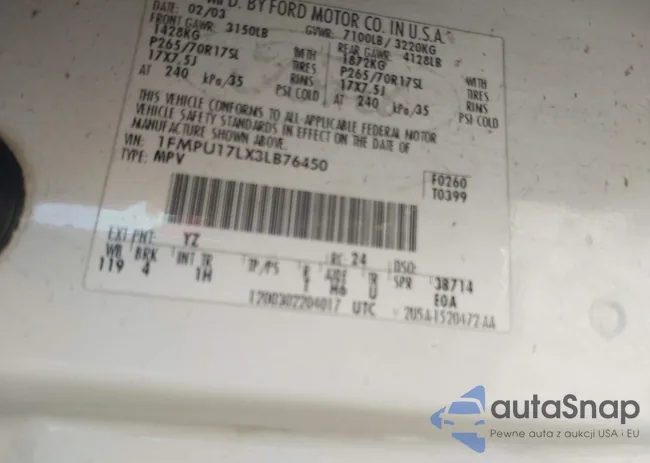 MFD. BY FORD MOTOR CO. IN U.S.A.
DATE: 02/03 GVWR: 7100LB/ 3220KG
FRONT GAWR: 3150LB REAR GAWR: 4128LB
1428KG WITH 1872KG WITH
P265/70R17SL TIRES P265/70R17SL TIRES
17X7.5J RIMS 17X7.5J RIMS
AT 240 kPa/35 PSI COLD AT 240 kPa/35 PSI COLD
THIS VEHICLE CONFORMS TO ALL APPLICABLE FEDERAL MOTOR
VEHICLE SAFETY STANDARDS IN EFFECT ON THE DATE OF
MANUFACTURE SHOWN ABOVE.
VIN: 1FMPU17LX3LB76450
TYPE: MPV
F0260
T0399
EXT PNT: YZ RC: 24 DSO:
WB BRK INT TR TP/PS R AXLE TR SPR 38714
119 4 1H T H6 U EOA
1200302204017 UTC 2U5A-1520472-AA
autaSnap
Pewne auta z aukcji USA i EU